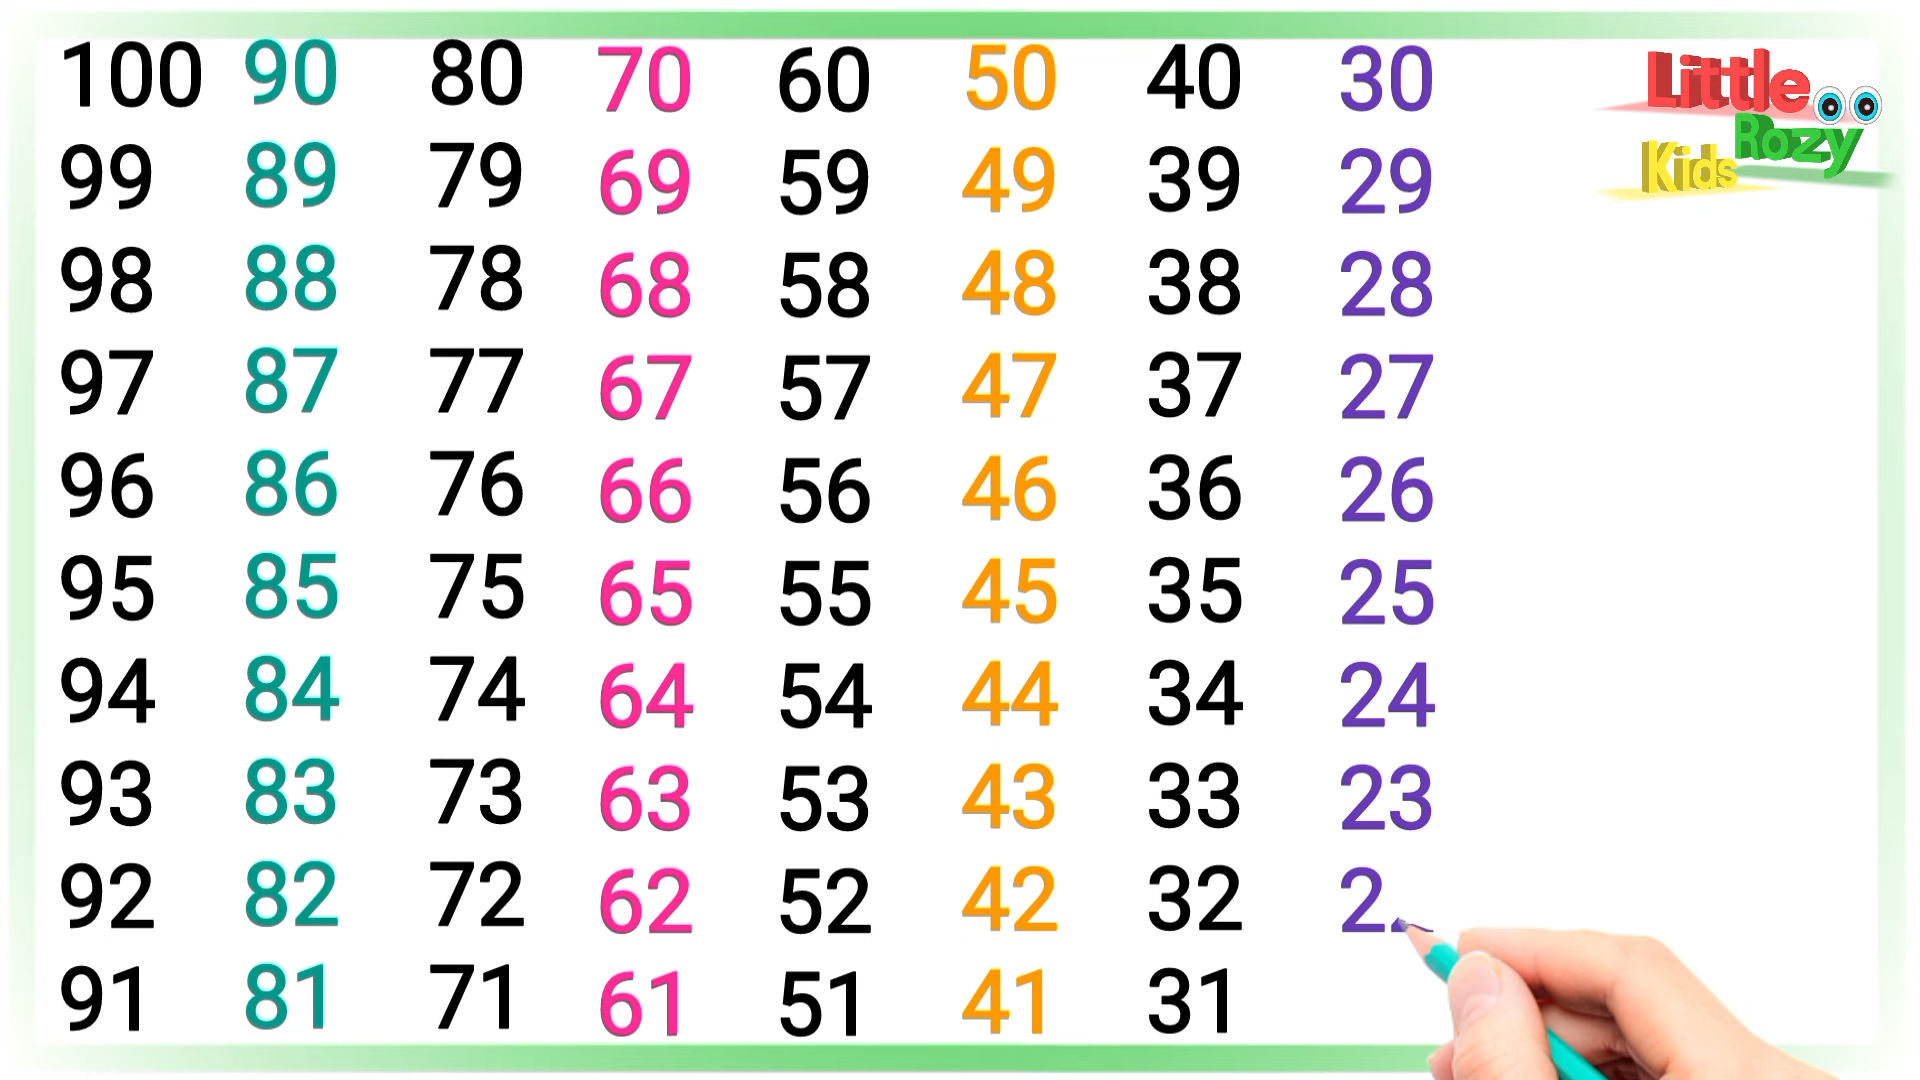 100 90 80 70 60 50 40 30
99 89 79 69 59 49 39 29
98 88 78 68 58 48 38 28
97 87 77 67 57 47 37 27
96 86 76 66 56 46 36 26
95 85 75 65 55 45 35 25
94 84 74 64 54 44 34 24
93 83 73 63 53 43 33 23
92 82 72 62 52 42 32 2
91 81 71 61 51 41 31
Little
Rozy
Kids